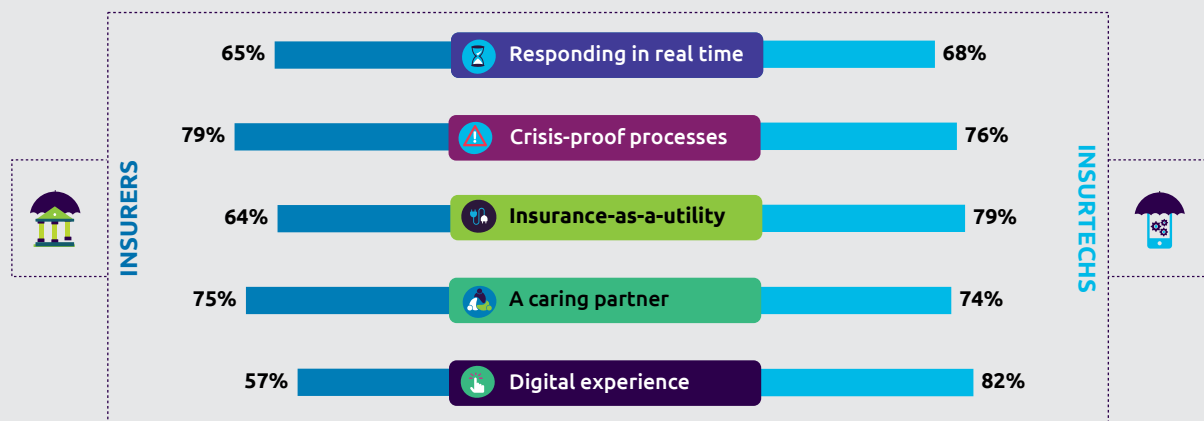 65%
Responding in real time
68%
79%
Crisis-proof processes
76%
INSURERS
64%
Insurance-as-a-utility
79%
INSURTECHS
75%
A caring partner
74%
57%
Digital experience
82%